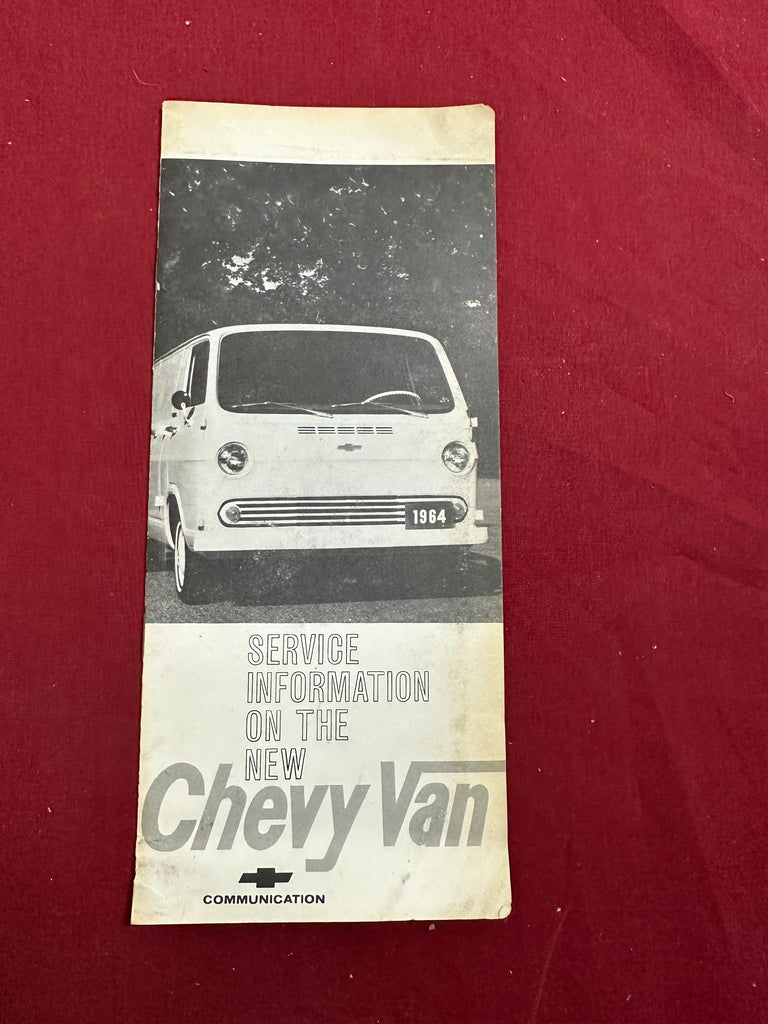 1964
SERVICE
INFORMATION
ON THE
NEW
Chevy Van
COMMUNICATION